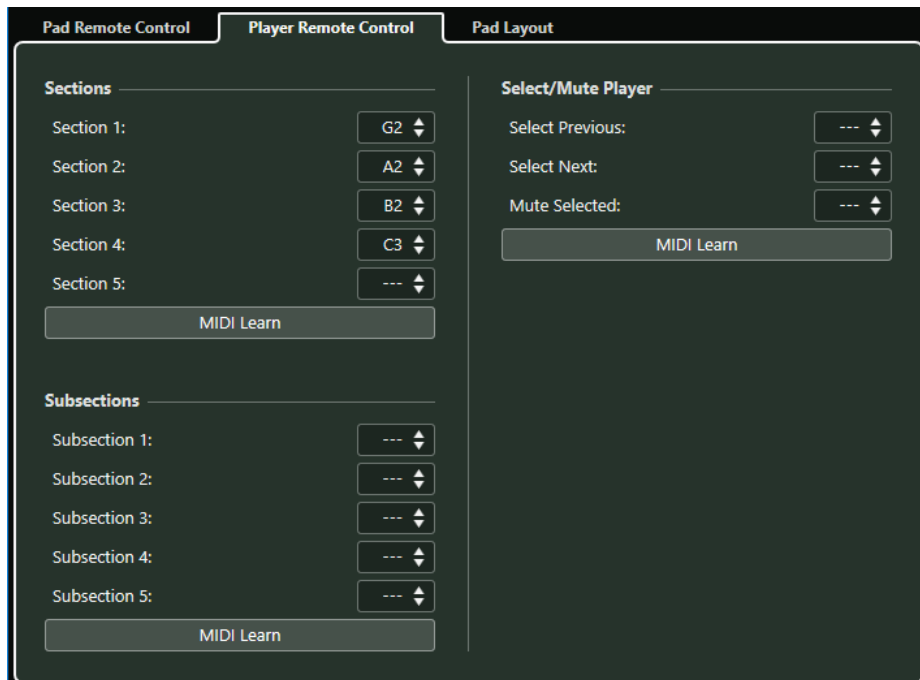 Pad Remote Control Player Remote Control Pad Layout
Sections
Section 1: G2
Section 2: A2
Section 3: B2
Section 4: C3
Section 5: ---
MIDI Learn
Subsections
Subsection 1: ---
Subsection 2: ---
Subsection 3: ---
Subsection 4: ---
Subsection 5: ---
MIDI Learn
Select/Mute Player
Select Previous: ---
Select Next: ---
Mute Selected: ---
MIDI Learn